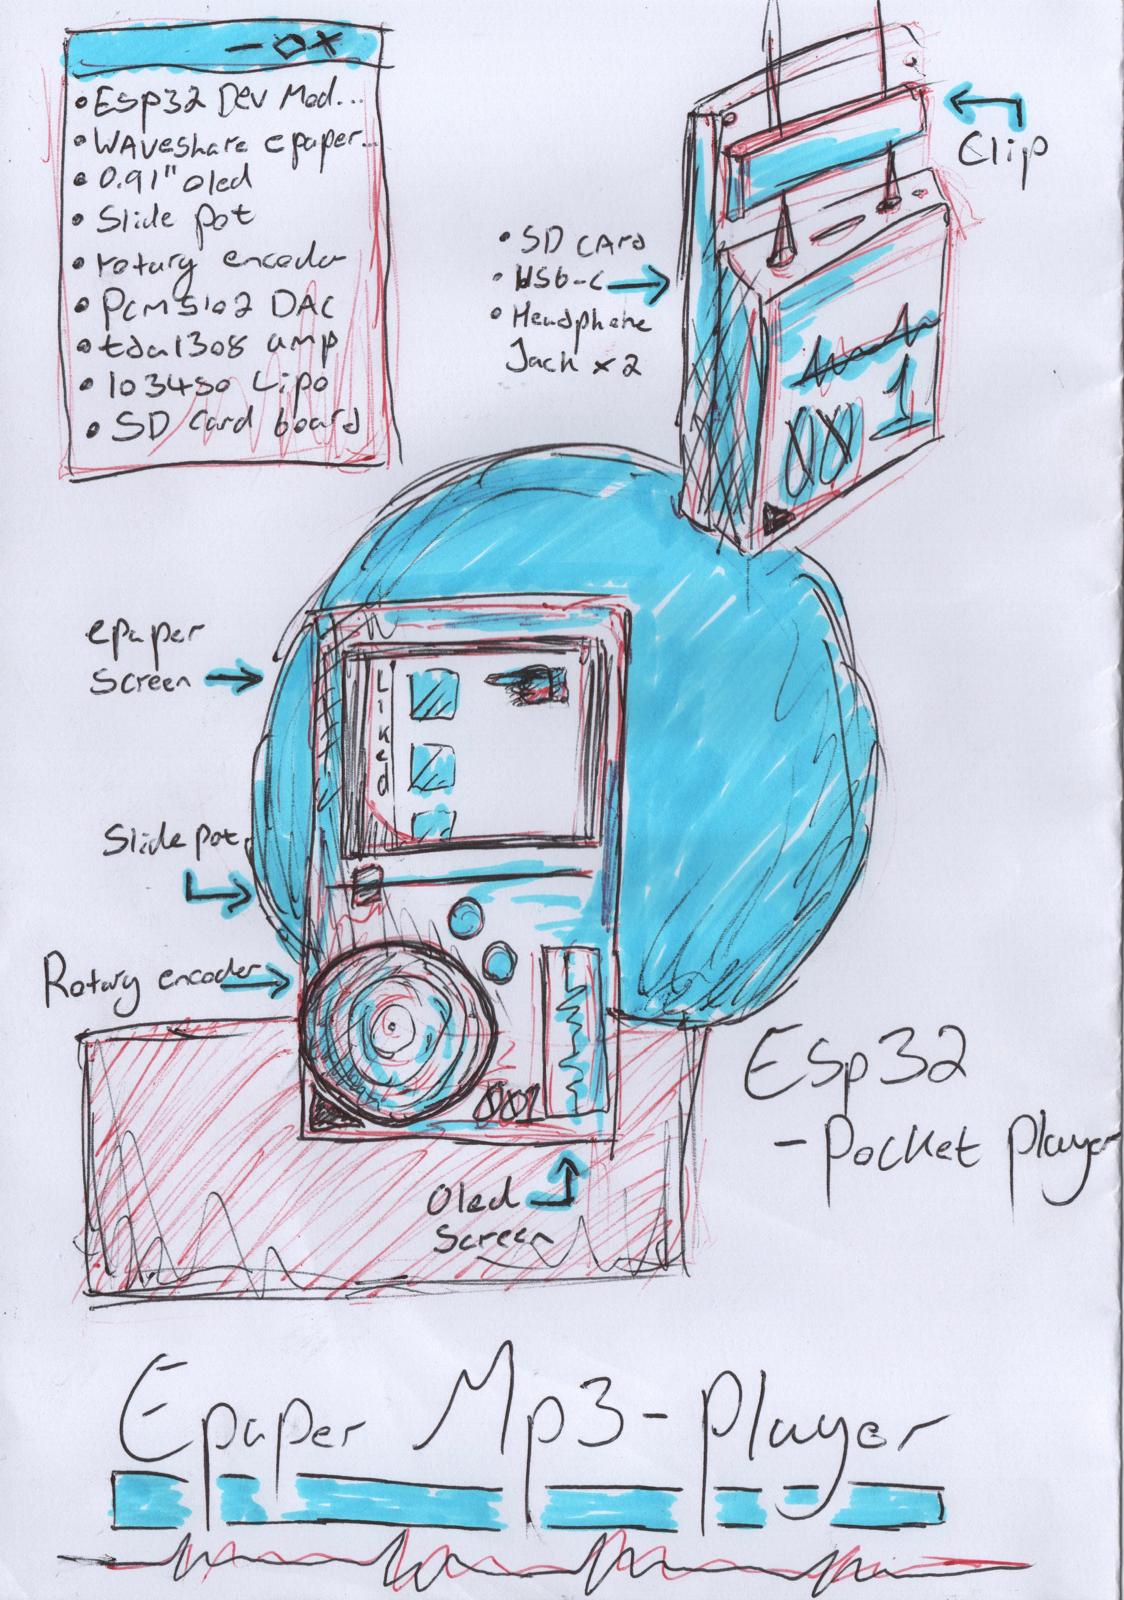 • Esp32 Dev Mod...
• Waveshare epaper..
• 0.91" oled
• Slide pot
• rotary encoder
• Pcm5102 DAC
• tda1308 amp
• 103450 Lipo
• SD Card board
Clip
• SD CARd
• USb-C
• Headphone
Jack x2
001
epaper
Screen
Liked
Slide pot
Rotary encoder
001
Oled
Screen
Esp32
- Pocket Player
Epaper Mp3-Player